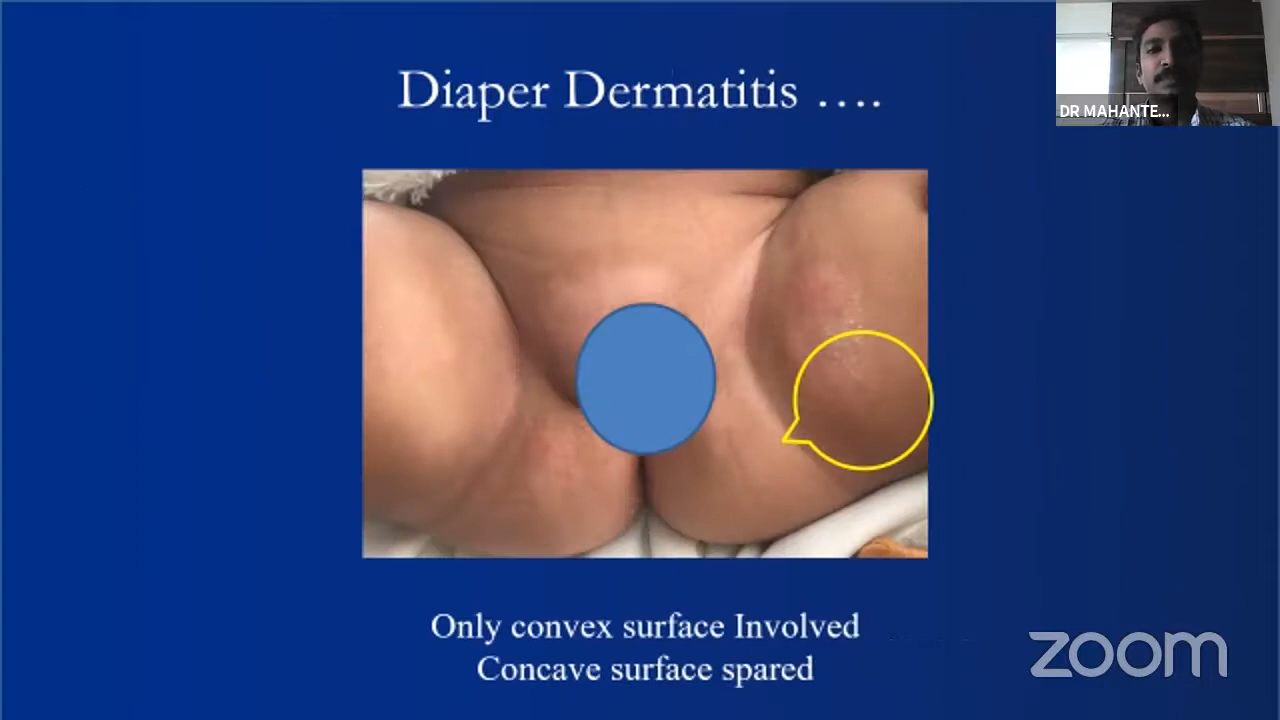 Diaper Dermatitis ....
DR MAHANTE...
Only convex surface Involved
Concave surface spared
zoom